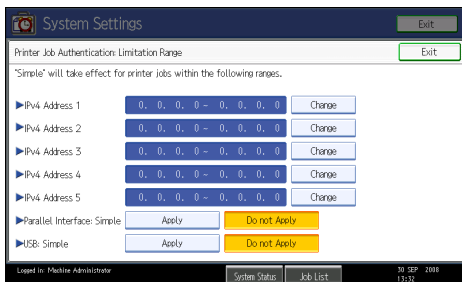 System Settings
Exit
Printer Job Authentication: Limitation Range
Exit
"Simple" will take effect for printer jobs within the following ranges.
▶IPv4 Address 1 0. 0. 0. 0 - 0. 0. 0. 0 Change
▶IPv4 Address 2 0. 0. 0. 0 - 0. 0. 0. 0 Change
▶IPv4 Address 3 0. 0. 0. 0 - 0. 0. 0. 0 Change
▶IPv4 Address 4 0. 0. 0. 0 - 0. 0. 0. 0 Change
▶IPv4 Address 5 0. 0. 0. 0 - 0. 0. 0. 0 Change
▶Parallel Interface: Simple Apply Do not Apply
▶USB: Simple Apply Do not Apply
Logged in: Machine Administrator
System Status Job List
30 SEP 2008
13:32